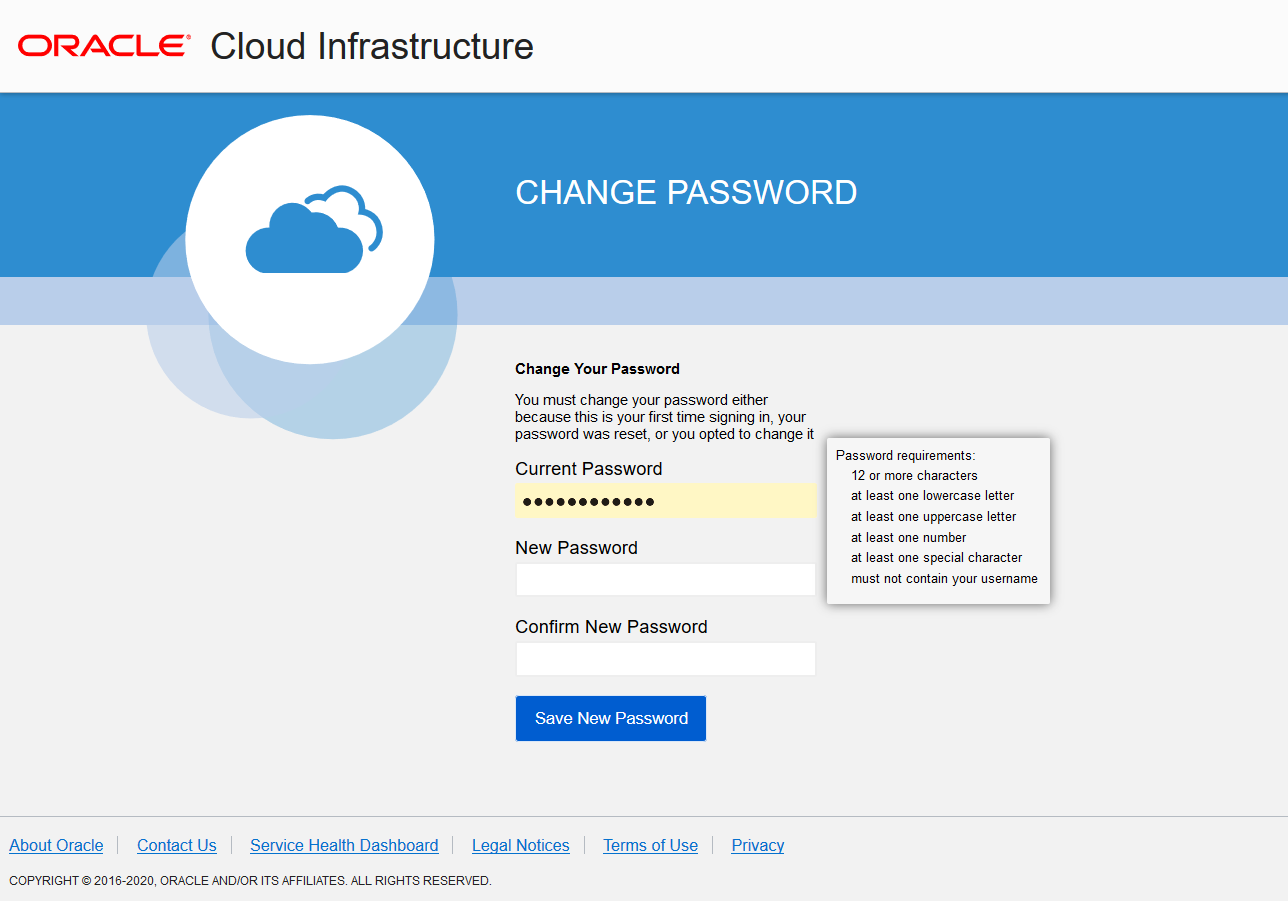 ORACLE® Cloud Infrastructure
CHANGE PASSWORD
Change Your Password
You must change your password either
because this is your first time signing in, your
password was reset, or you opted to change it
Current Password
●●●●●●●●●●●●
New Password
Confirm New Password
Save New Password
Password requirements:
12 or more characters
at least one lowercase letter
at least one uppercase letter
at least one number
at least one special character
must not contain your username
About Oracle
Contact Us
Service Health Dashboard
Legal Notices
Terms of Use
Privacy
COPYRIGHT © 2016-2020, ORACLE AND/OR ITS AFFILIATES. ALL RIGHTS RESERVED.